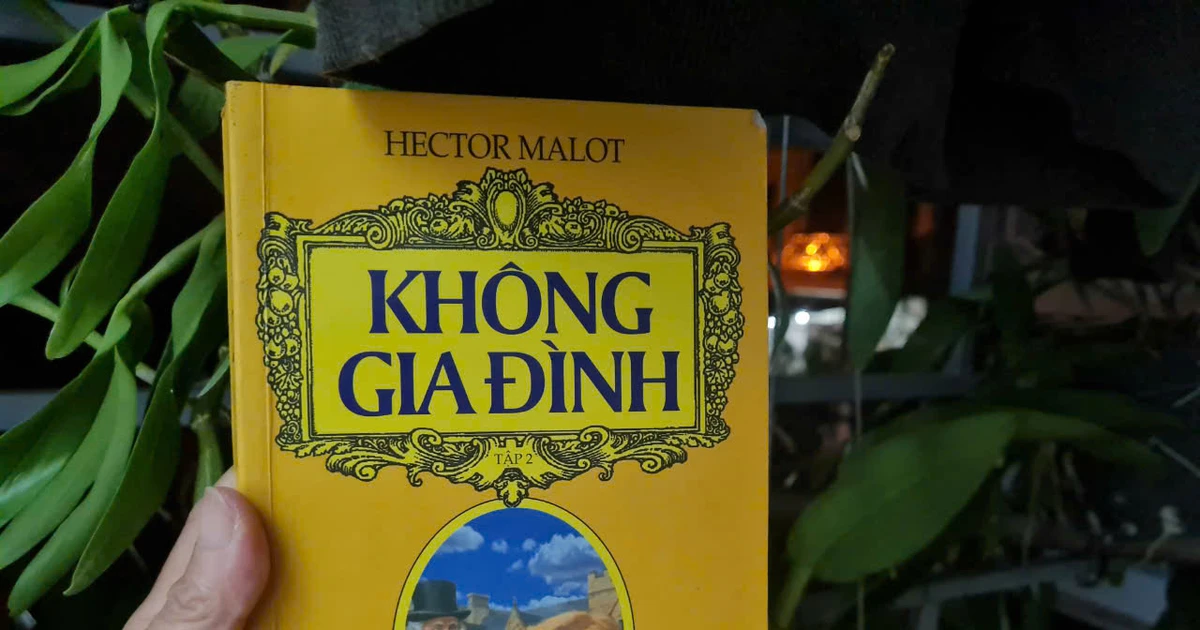 HECTOR MALOT
KHÔNG
GIA ĐÌNH
TẬP 2